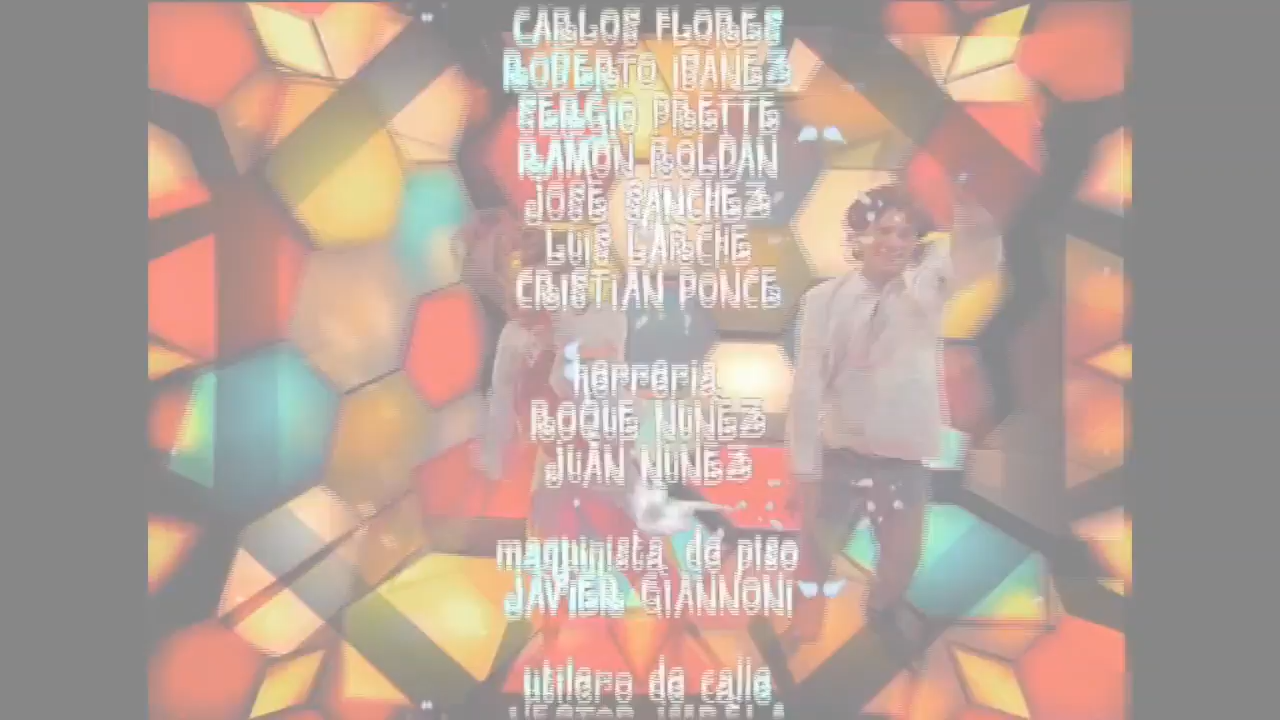 CARLOS FLORES
ROBERTO IBANEZ
SERGIO PRETTE
RAMON ROLDAN
JOSE SANCHEZ
LUIS LARCHE
CRISTIAN PONCE
herreria
ROQUE NUNEZ
JUAN NUNEZ
maquinista de piso
JAVIER GIANNONI
utilero de calle